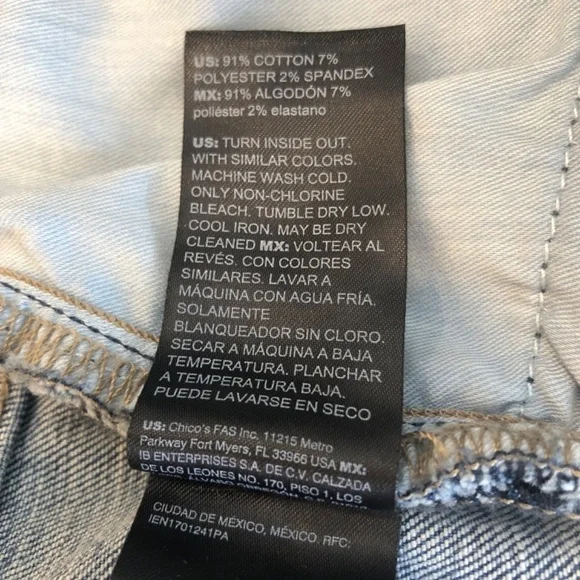 US: 91% COTTON 7%
POLYESTER 2% SPANDEX
MX: 91% ALGODÓN 7%
poliéster 2% elastano
US: TURN INSIDE OUT.
WITH SIMILAR COLORS.
MACHINE WASH COLD.
ONLY NON-CHLORINE
BLEACH. TUMBLE DRY LOW.
COOL IRON. MAY BE DRY
CLEANED MX: VOLTEAR AL
REVÉS. CON COLORES
SIMILARES. LAVAR A
MÁQUINA CON AGUA FRÍA.
SOLAMENTE
BLANQUEADOR SIN CLORO.
SECAR A MÁQUINA A BAJA
TEMPERATURA. PLANCHAR
A TEMPERATURA BAJA.
PUEDE LAVARSE EN SECO
US: Chico's FAS Inc. 11215 Metro
Parkway Fort Myers, FL 33966 USA MX:
IB ENTERPRISES S.A. DE C.V. CALZADA
DE LOS LEONES NO. 170, PISO 1, LOS
CIUDAD DE MÉXICO, MÉXICO. RFC:
IEN1701241PA